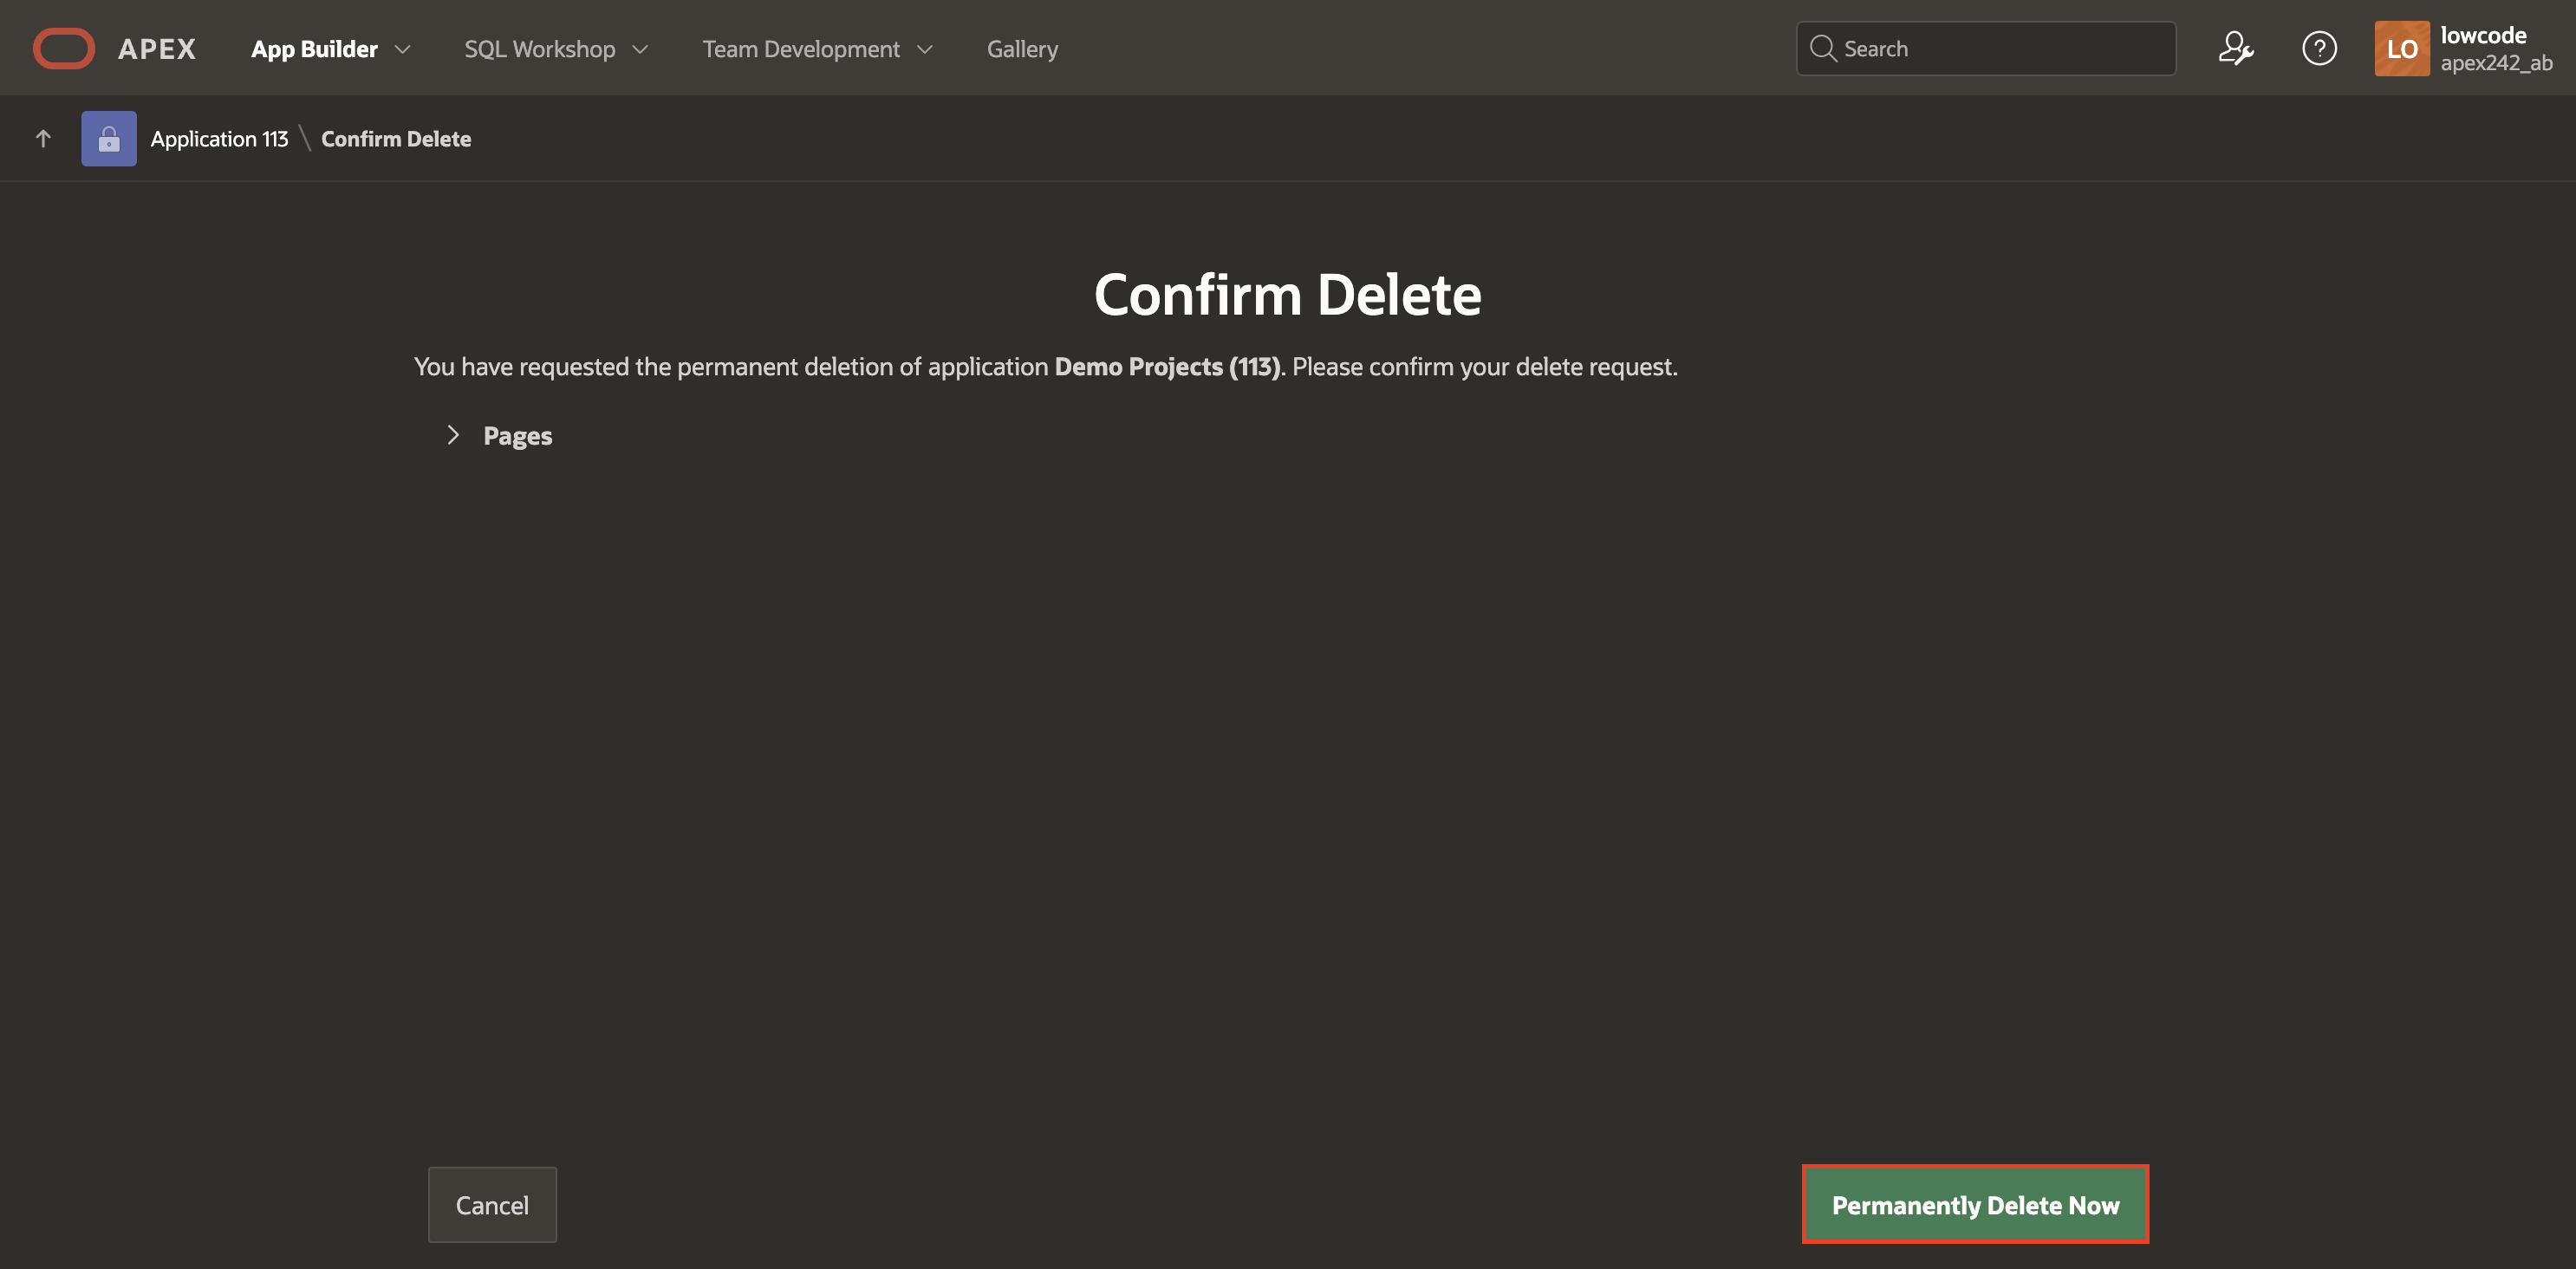 APEX App Builder SQL Workshop Team Development Gallery Search ? LO lowcode
apex242_ab
Application 113 \ Confirm Delete
Confirm Delete
You have requested the permanent deletion of application Demo Projects (113). Please confirm your delete request.
Pages
Cancel Permanently Delete Now